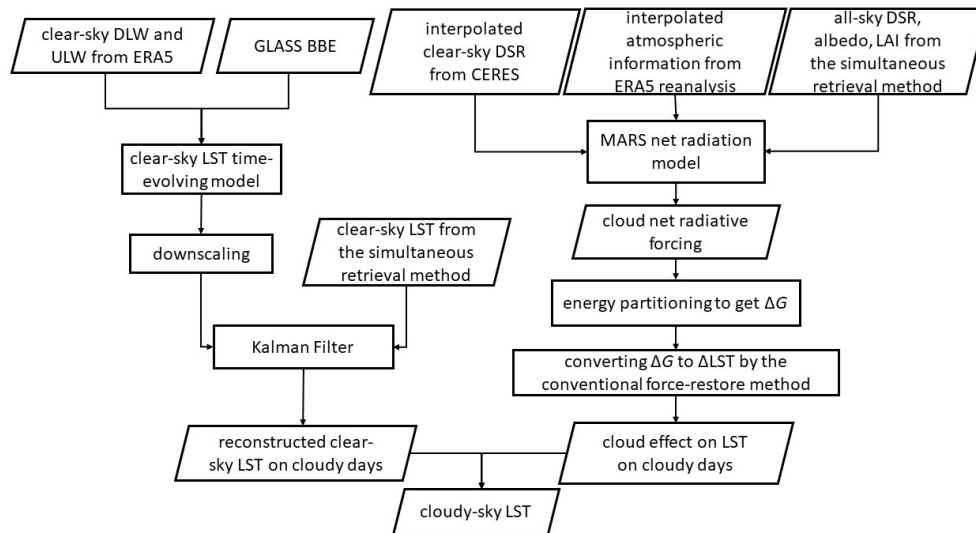 clear-sky DLW and
ULW from ERA5
GLASS BBE
interpolated
clear-sky DSR
from CERES
interpolated
atmospheric
information from
ERA5 reanalysis
all-sky DSR,
albedo, LAI from
the simultaneous
retrieval method
clear-sky LST time-
evolving model
MARS net radiation
model
downscaling
clear-sky LST from
the simultaneous
retrieval method
cloud net radiative
forcing
Kalman Filter
energy partitioning to get ΔG
converting ΔG to ΔLST by the
conventional force-restore method
reconstructed clear-
sky LST on cloudy days
cloud effect on LST
on cloudy days
cloudy-sky LST